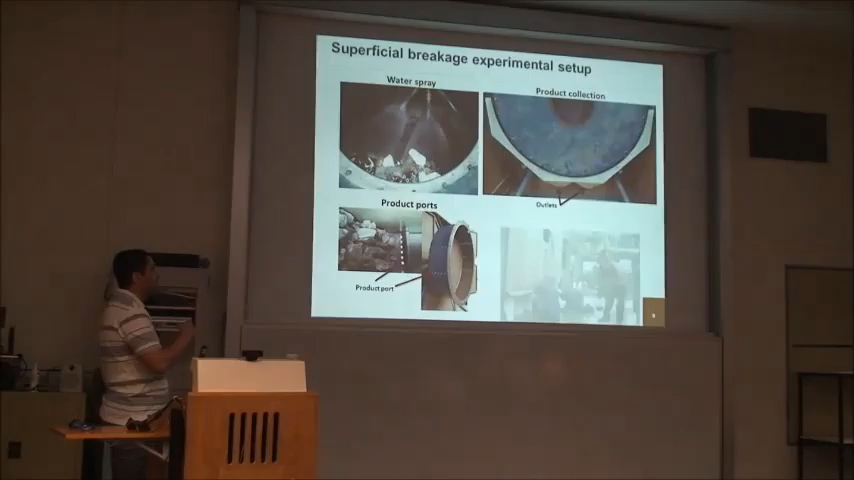 Superficial breakage experimental setup
Water spray
Product collection
Outlets
Product ports
Product port